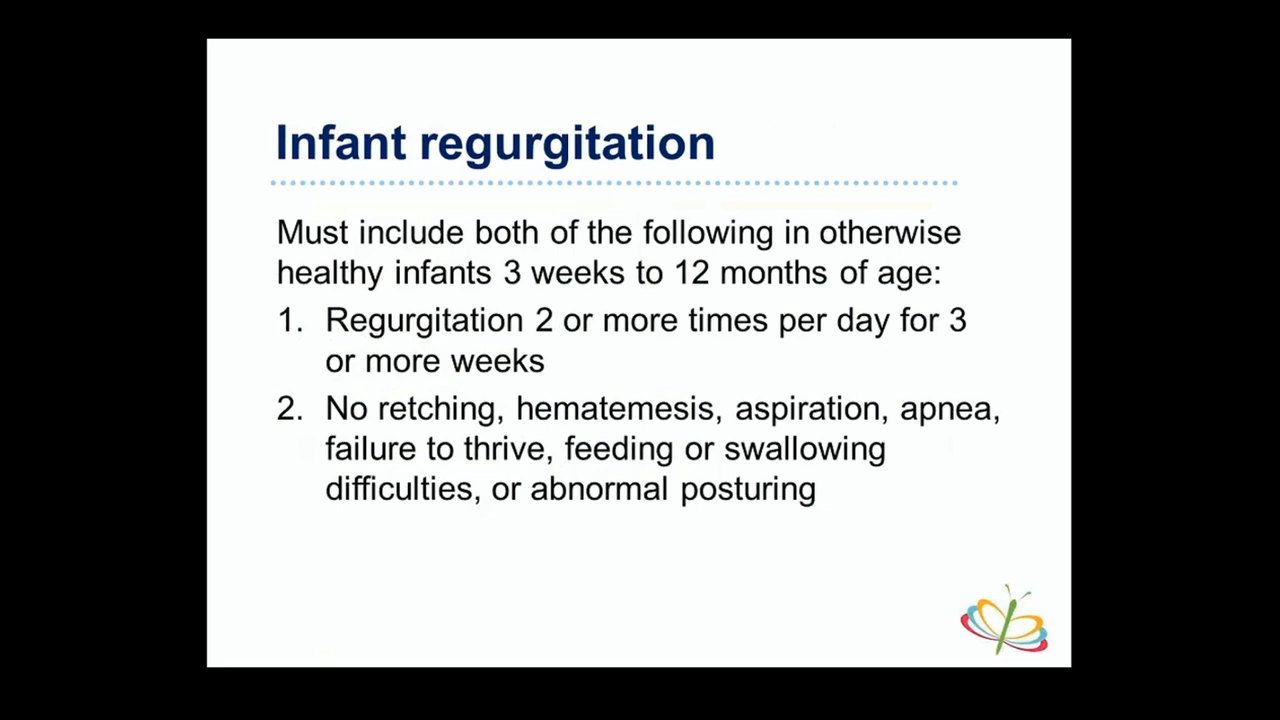 Infant regurgitation
Must include both of the following in otherwise
healthy infants 3 weeks to 12 months of age:
1. Regurgitation 2 or more times per day for 3
or more weeks
2. No retching, hematemesis, aspiration, apnea,
failure to thrive, feeding or swallowing
difficulties, or abnormal posturing